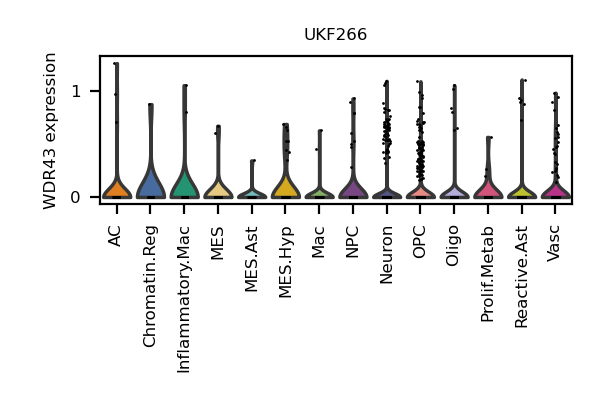 UKF266
WDR43 expression
1
0
AC
Chromatin.Reg
Inflammatory.Mac
MES
MES.Ast
MES.Hyp
Mac
NPC
Neuron
OPC
Oligo
Prolif.Metab
Reactive.Ast
Vasc